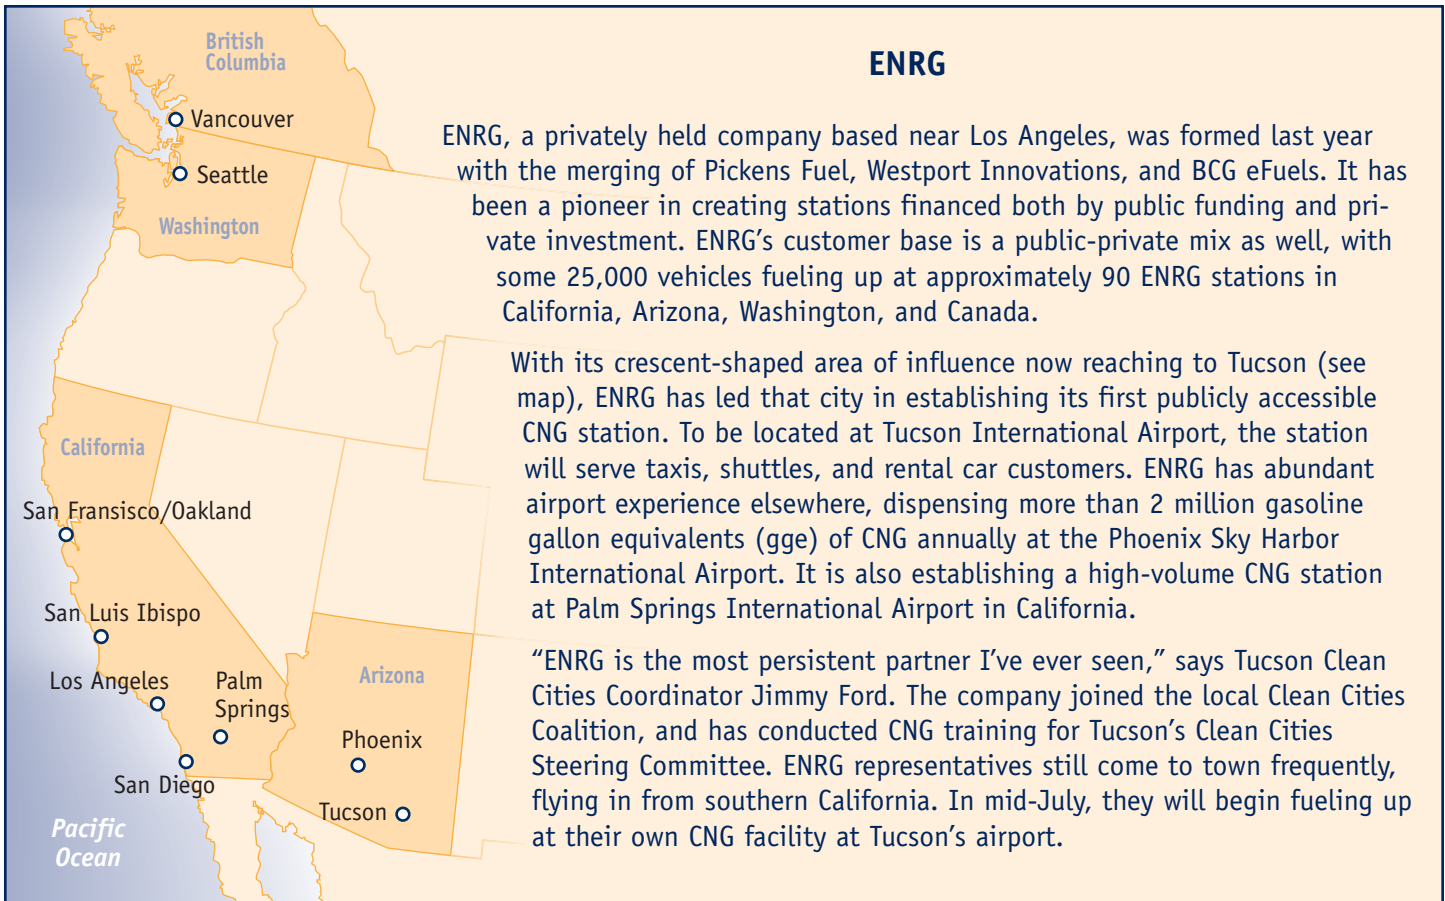 British
Columbia
Vancouver
Seattle
Washington
California
San Fransisco/Oakland
San Luis Ibispo
Los Angeles
Palm
Springs
San Diego
Arizona
Phoenix
Tucson
Pacific
Ocean
ENRG
ENRG, a privately held company based near Los Angeles, was formed last year
with the merging of Pickens Fuel, Westport Innovations, and BCG eFuels. It has
been a pioneer in creating stations financed both by public funding and pri-
vate investment. ENRG’s customer base is a public-private mix as well, with
some 25,000 vehicles fueling up at approximately 90 ENRG stations in
California, Arizona, Washington, and Canada.
With its crescent-shaped area of influence now reaching to Tucson (see
map), ENRG has led that city in establishing its first publicly accessible
CNG station. To be located at Tucson International Airport, the station
will serve taxis, shuttles, and rental car customers. ENRG has abundant
airport experience elsewhere, dispensing more than 2 million gasoline
gallon equivalents (gge) of CNG annually at the Phoenix Sky Harbor
International Airport. It is also establishing a high-volume CNG station
at Palm Springs International Airport in California.
“ENRG is the most persistent partner I’ve ever seen,” says Tucson Clean
Cities Coordinator Jimmy Ford. The company joined the local Clean Cities
Coalition, and has conducted CNG training for Tucson’s Clean Cities
Steering Committee. ENRG representatives still come to town frequently,
flying in from southern California. In mid-July, they will begin fueling up
at their own CNG facility at Tucson’s airport.